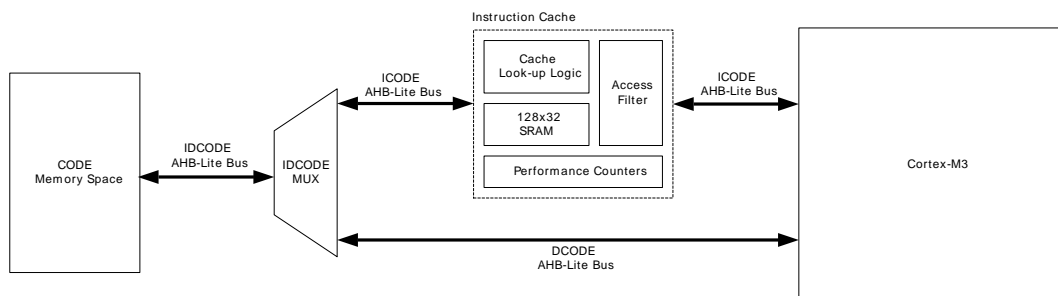 Instruction Cache
Cache
Look-up Logic
Access
Filter
128x32
SRAM
Performance Counters
ICODE
AHB-Lite Bus
ICODE
AHB-Lite Bus
IDCODE
AHB-Lite Bus
CODE
Memory Space
IDCODE
MUX
Cortex-M3
DCODE
AHB-Lite Bus